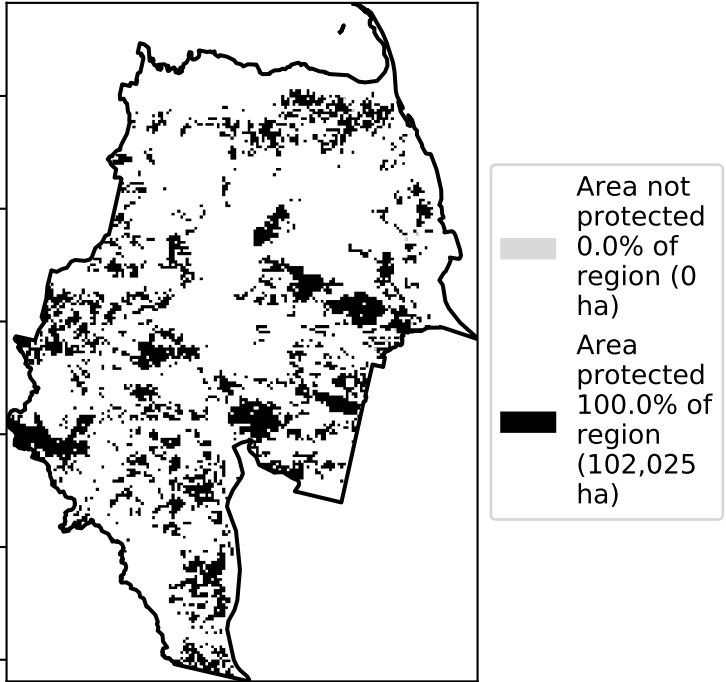 Area not
protected
0.0% of
region (0
ha)
Area
protected
100.0% of
region
(102,025
ha)